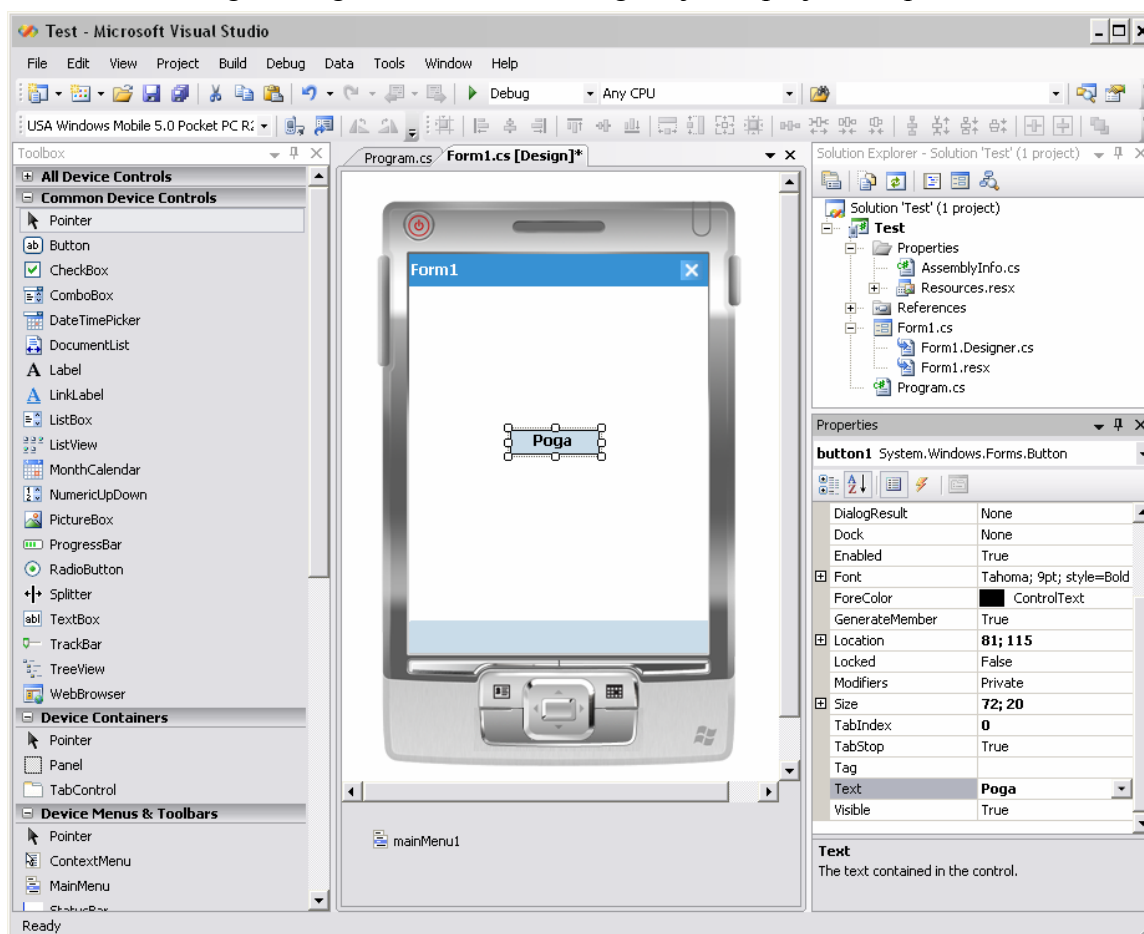 Test - Microsoft Visual Studio
File Edit View Project Build Debug Data Tools Window Help
Debug Any CPU
USA Windows Mobile 5.0 Pocket PC
Toolbox
All Device Controls
Common Device Controls
Pointer
Button
CheckBox
ComboBox
DateTimePicker
DocumentList
Label
LinkLabel
ListBox
ListView
MonthCalendar
NumericUpDown
PictureBox
ProgressBar
RadioButton
Splitter
TextBox
TrackBar
TreeView
WebBrowser
Device Containers
Pointer
Panel
TabControl
Device Menus & Toolbars
Pointer
ContextMenu
MainMenu
StatusBar
Program.cs Form1.cs [Design]*
Form1
Poga
mainMenu1
Solution Explorer - Solution 'Test' (1 project)
Solution 'Test' (1 project)
Test
Properties
AssemblyInfo.cs
Resources.resx
References
Form1.cs
Form1.Designer.cs
Form1.resx
Program.cs
Properties
button1 System.Windows.Forms.Button
DialogResult None
Dock None
Enabled True
Font Tahoma; 9pt; style=Bold
ForeColor ControlText
GenerateMember True
Location 81; 115
Locked False
Modifiers Private
Size 72; 20
TabIndex 0
TabStop True
Tag
Text Poga
Visible True
Text
The text contained in the control.
Ready